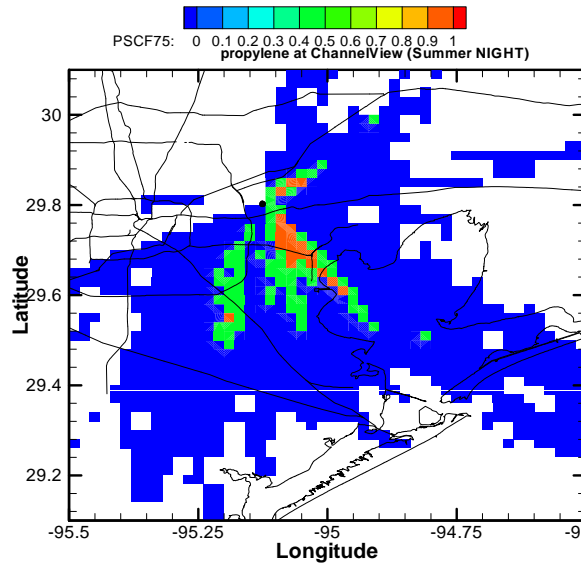 PSCF75: 0 0.1 0.2 0.3 0.4 0.5 0.6 0.7 0.8 0.9 1
propylene at ChannelView (Summer NIGHT)
30
29.8
29.6
29.4
29.2
Latitude
-95.5 -95.25 -95 -94.75
Longitude